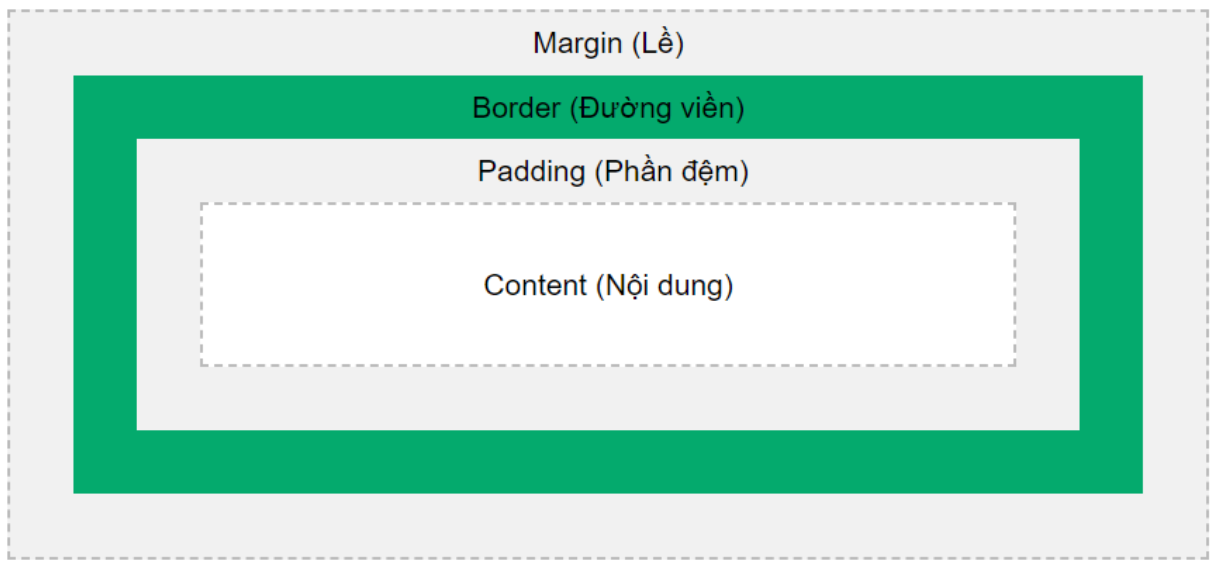 Margin (Lề)
Border (Đường viền)
Padding (Phần đệm)
Content (Nội dung)